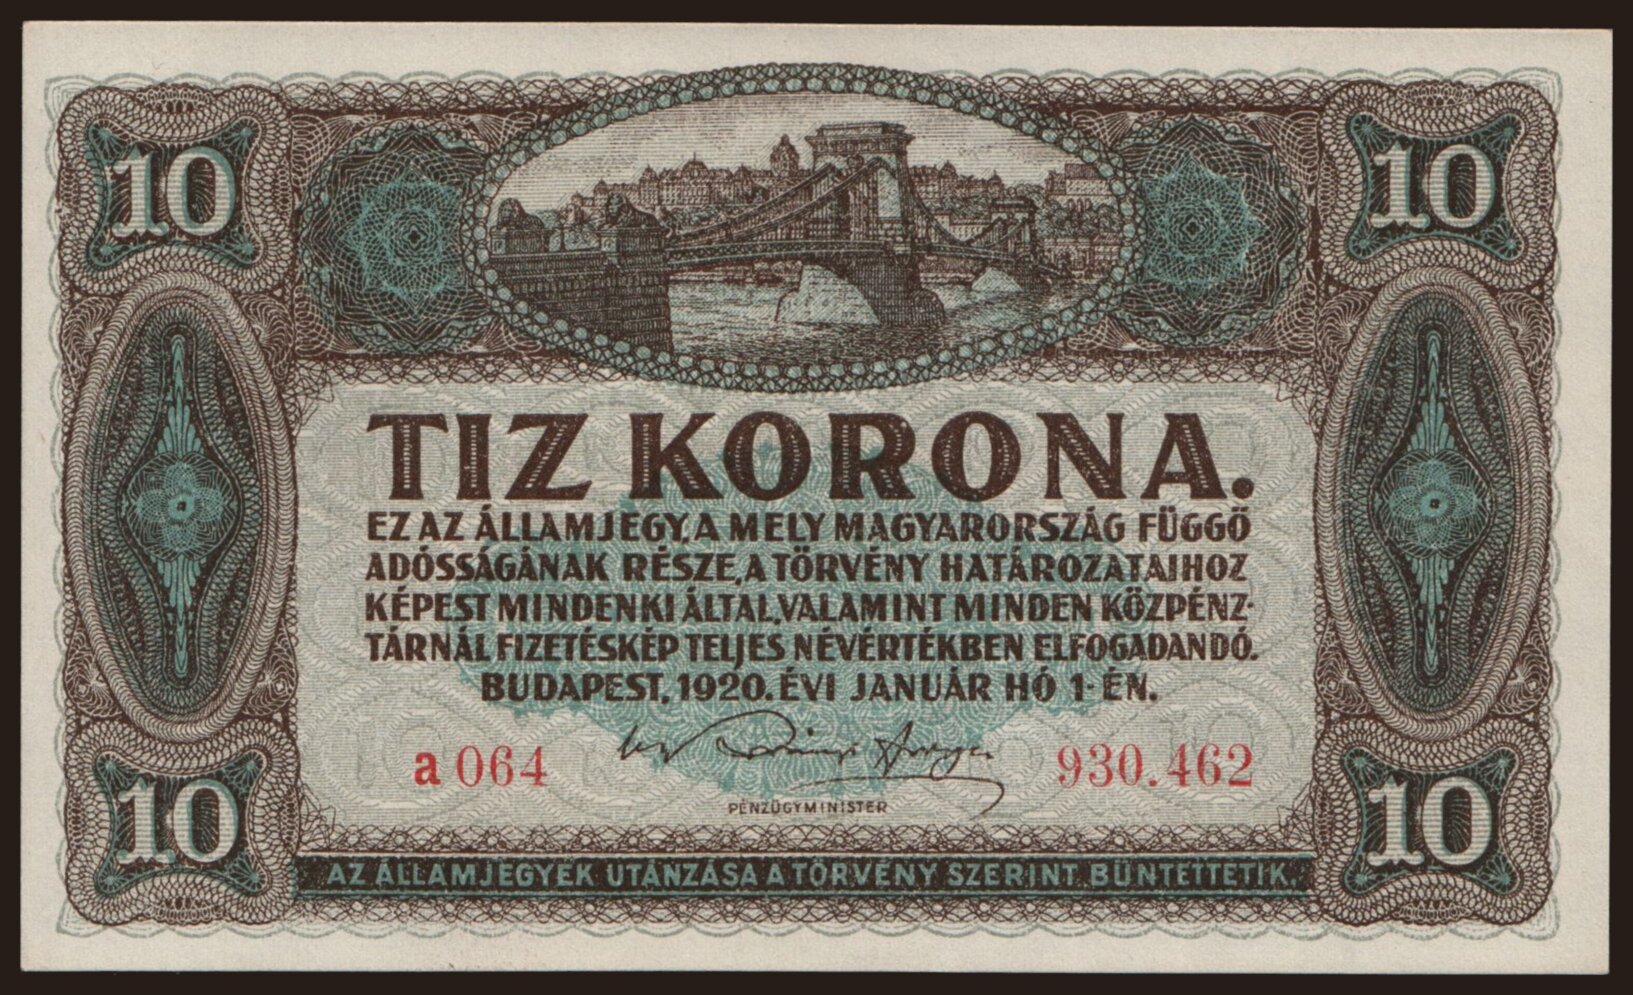 10 10
TIZ KORONA.
EZ AZ ÁLLAMJEGY, A MELY MAGYARORSZÁG FÜGGŐ
ADÓSSÁGÁNAK RÉSZE, A TÖRVÉNY HATÁROZATAIHOZ
KÉPEST MINDENKI ÁLTAL, VALAMINT MINDEN KÖZPÉNZ-
TÁRNÁL FIZETÉSKÉP TELJES NÉVÉRTÉKBEN ELFOGADANDÓ.
BUDAPEST, 1920. ÉVI JANUÁR HÓ 1-ÉN.
a 064 930.462
PÉNZÜGYMINISTER
10 10
AZ ÁLLAMJEGYEK UTÁNZÁSA A TÖRVÉNY SZERINT BÜNTETTETIK.